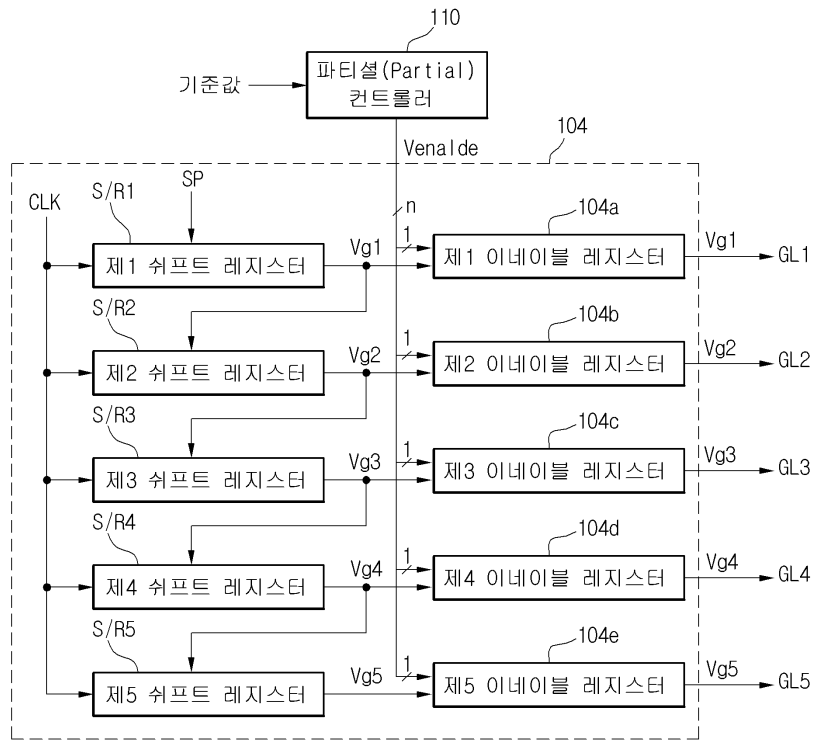 110
파티셜(Partial)
컨트롤러
기준값
Venalde
104
n
CLK
S/R1
SP
제1 쉬프트 레지스터
Vg1
1
104a
제1 이네이블 레지스터
Vg1
GL1
S/R2
제2 쉬프트 레지스터
Vg2
1
104b
제2 이네이블 레지스터
Vg2
GL2
S/R3
제3 쉬프트 레지스터
Vg3
1
104c
제3 이네이블 레지스터
Vg3
GL3
S/R4
제4 쉬프트 레지스터
Vg4
1
104d
제4 이네이블 레지스터
Vg4
GL4
S/R5
제5 쉬프트 레지스터
Vg5
1
104e
제5 이네이블 레지스터
Vg5
GL5